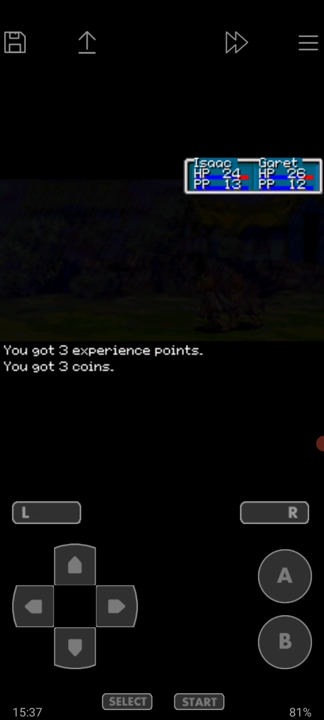 Isaac Garet
HP 24 HP 26
PP 13 PP 12
You got 3 experience points.
You got 3 coins.
L R
A
B
SELECT START
15:37 81%